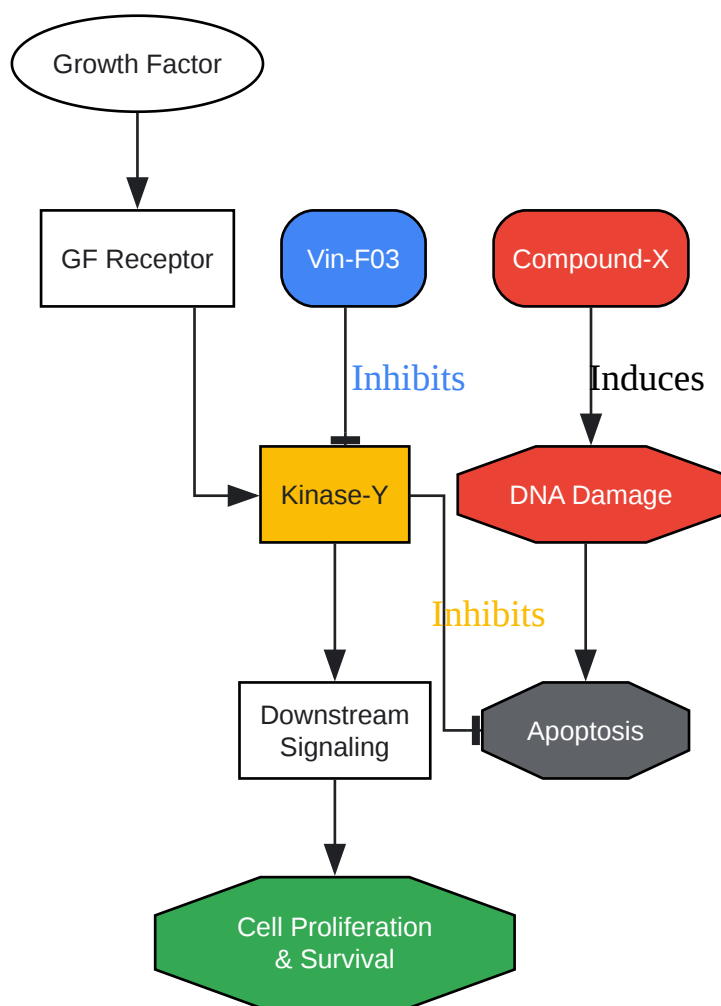 Growth Factor
GF Receptor
Vin-F03
Compound-X
Inhibits
Induces
Kinase-Y
DNA Damage
Inhibits
Downstream
Signaling
Apoptosis
Cell Proliferation
& Survival